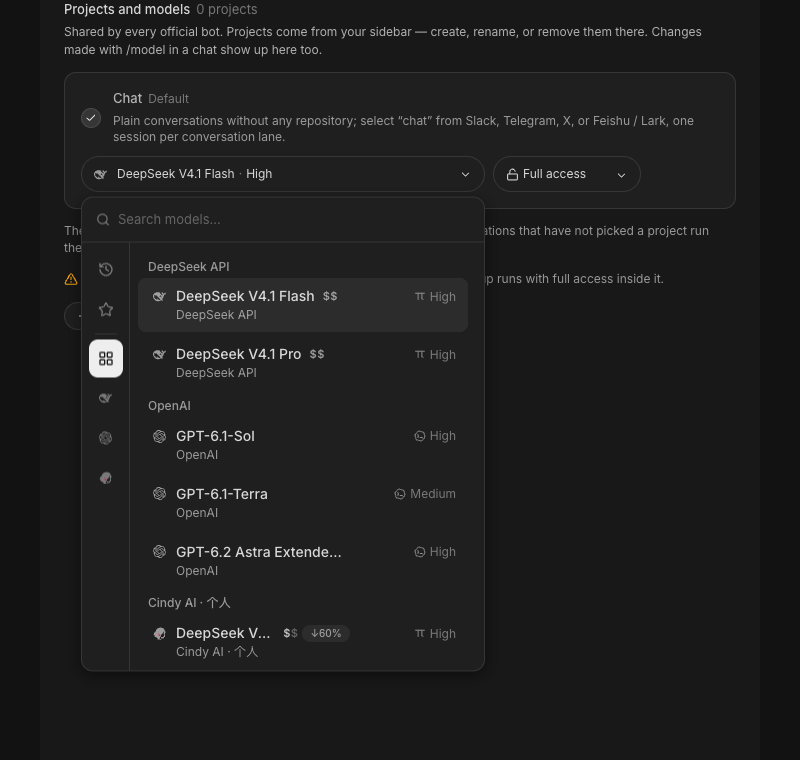 Projects and models 0 projects
Shared by every official bot. Projects come from your sidebar — create, rename, or remove them there. Changes
made with /model in a chat show up here too.
Chat Default
Plain conversations without any repository; select “chat” from Slack, Telegram, X, or Feishu / Lark, one
session per conversation lane.
DeepSeek V4.1 Flash · High
Full access
Search models...
ations that have not picked a project run
the
p runs with full access inside it.
DeepSeek API
DeepSeek V4.1 Flash $$ High
DeepSeek API
DeepSeek V4.1 Pro $$ High
DeepSeek API
OpenAI
GPT-6.1-Sol High
OpenAI
GPT-6.1-Terra Medium
OpenAI
GPT-6.2 Astra Extende... High
OpenAI
Cindy AI · 个人
DeepSeek V... $$ ↓60% High
Cindy AI · 个人